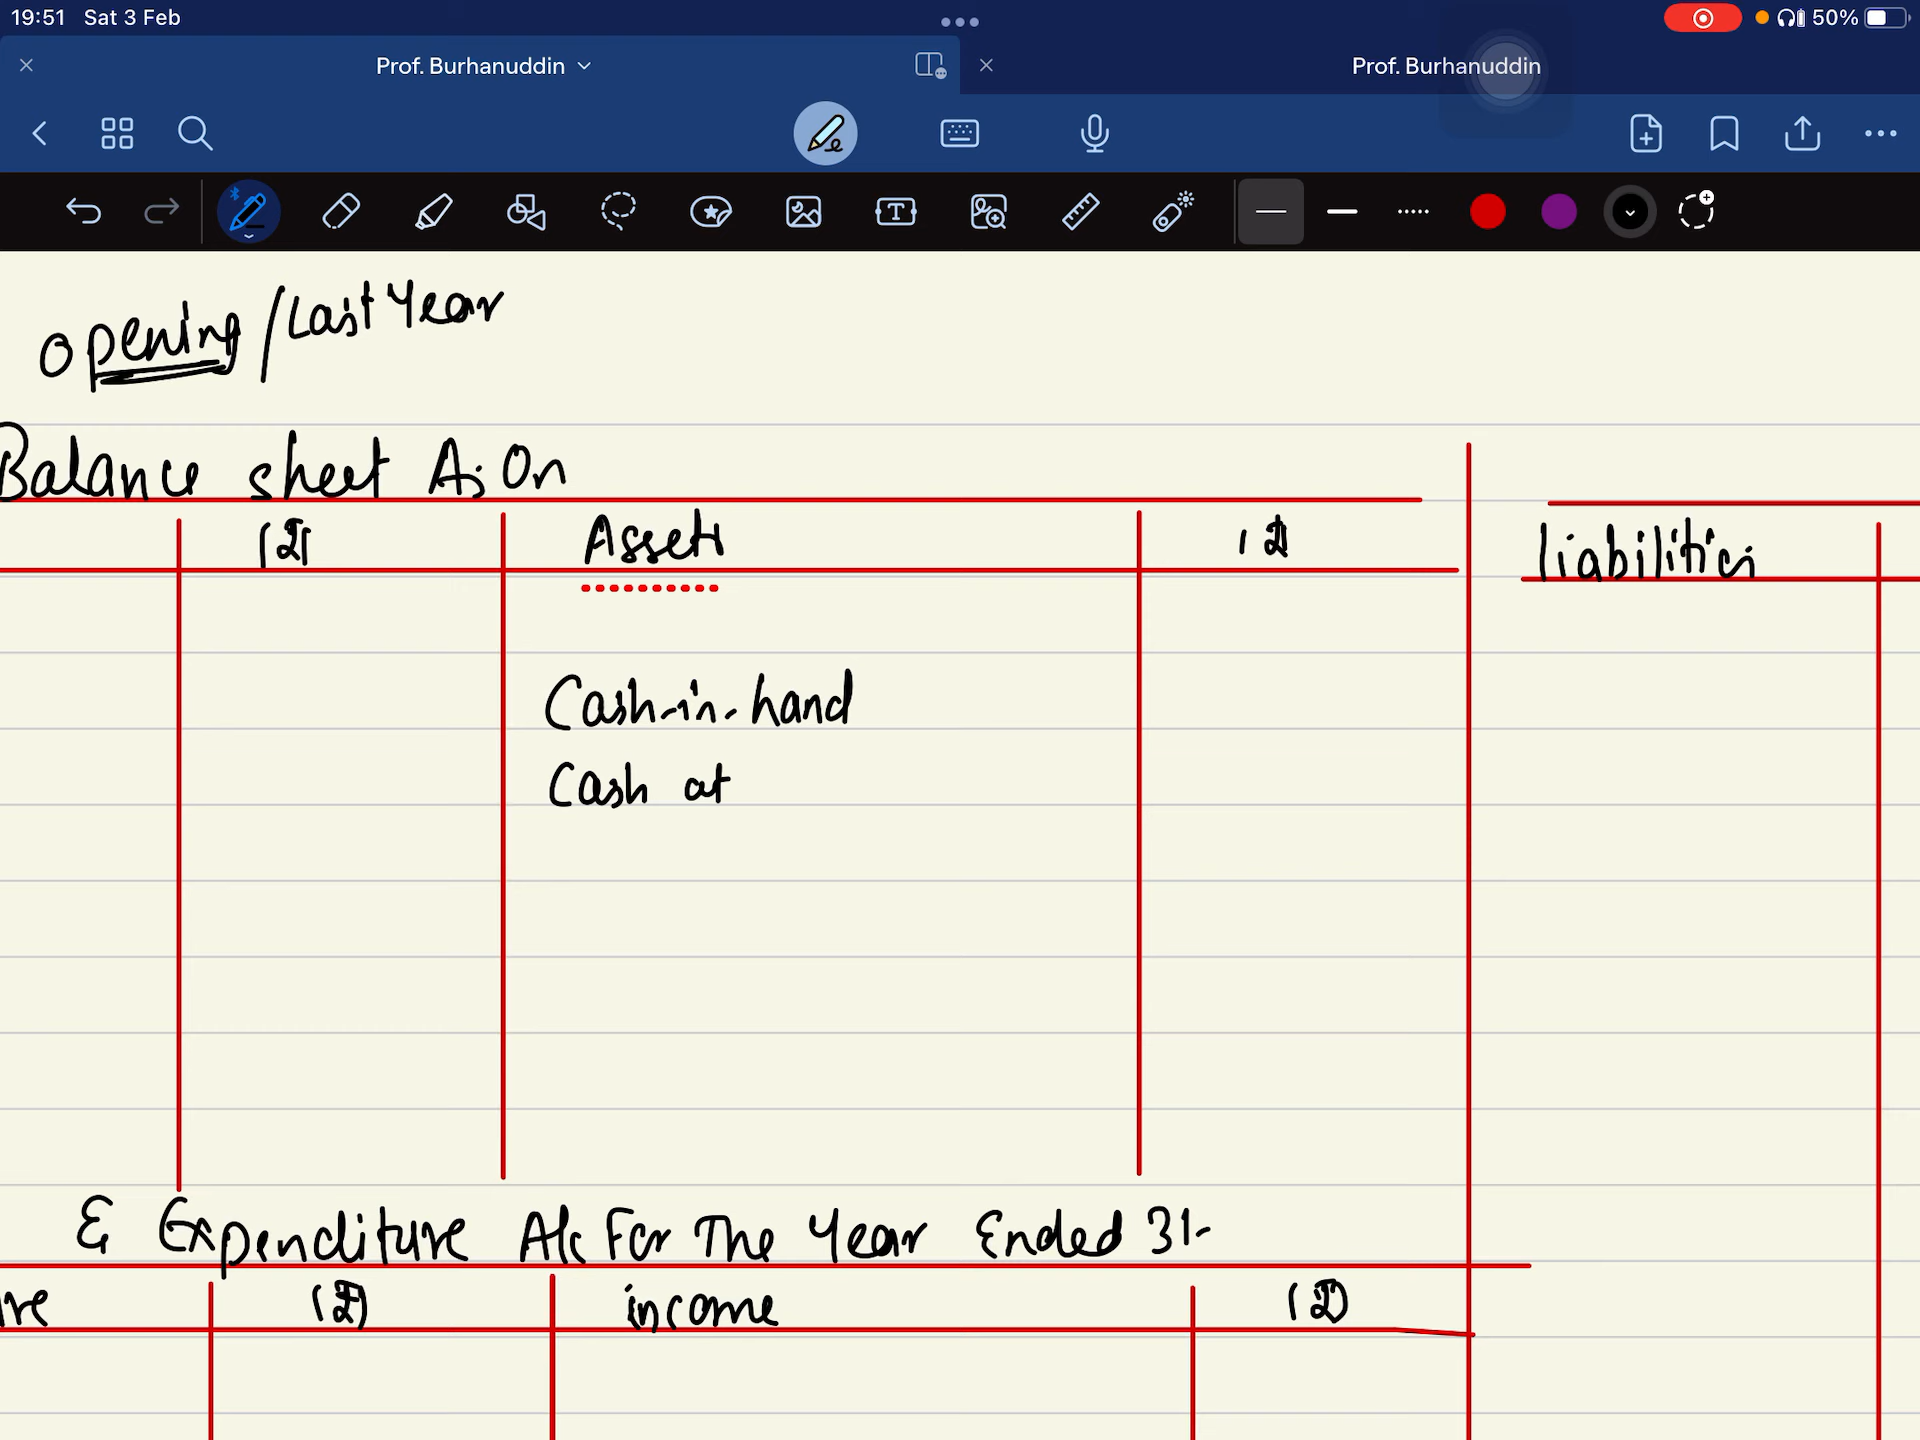 19:51 Sat 3 Feb
50%
Prof. Burhanuddin
Prof. Burhanuddin
Opening / Last Year
Balance sheet As On
(₹) Assets (₹) liabilities
Cash-in-hand
Cash at
& Expenditure A/c For The Year Ended 31-
re (₹) income (₹)